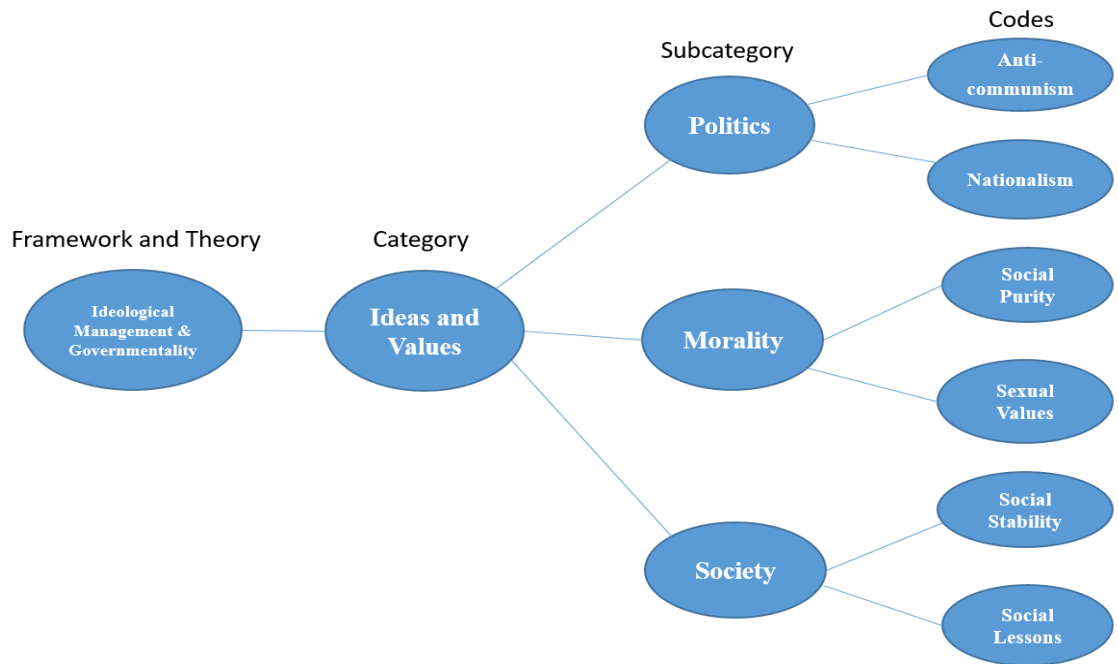 Codes
Subcategory
Anti-
communism
Politics
Nationalism
Framework and Theory
Category
Social
Purity
Ideological
Management &
Governmentality
Ideas and
Values
Morality
Sexual
Values
Social
Stability
Society
Social
Lessons